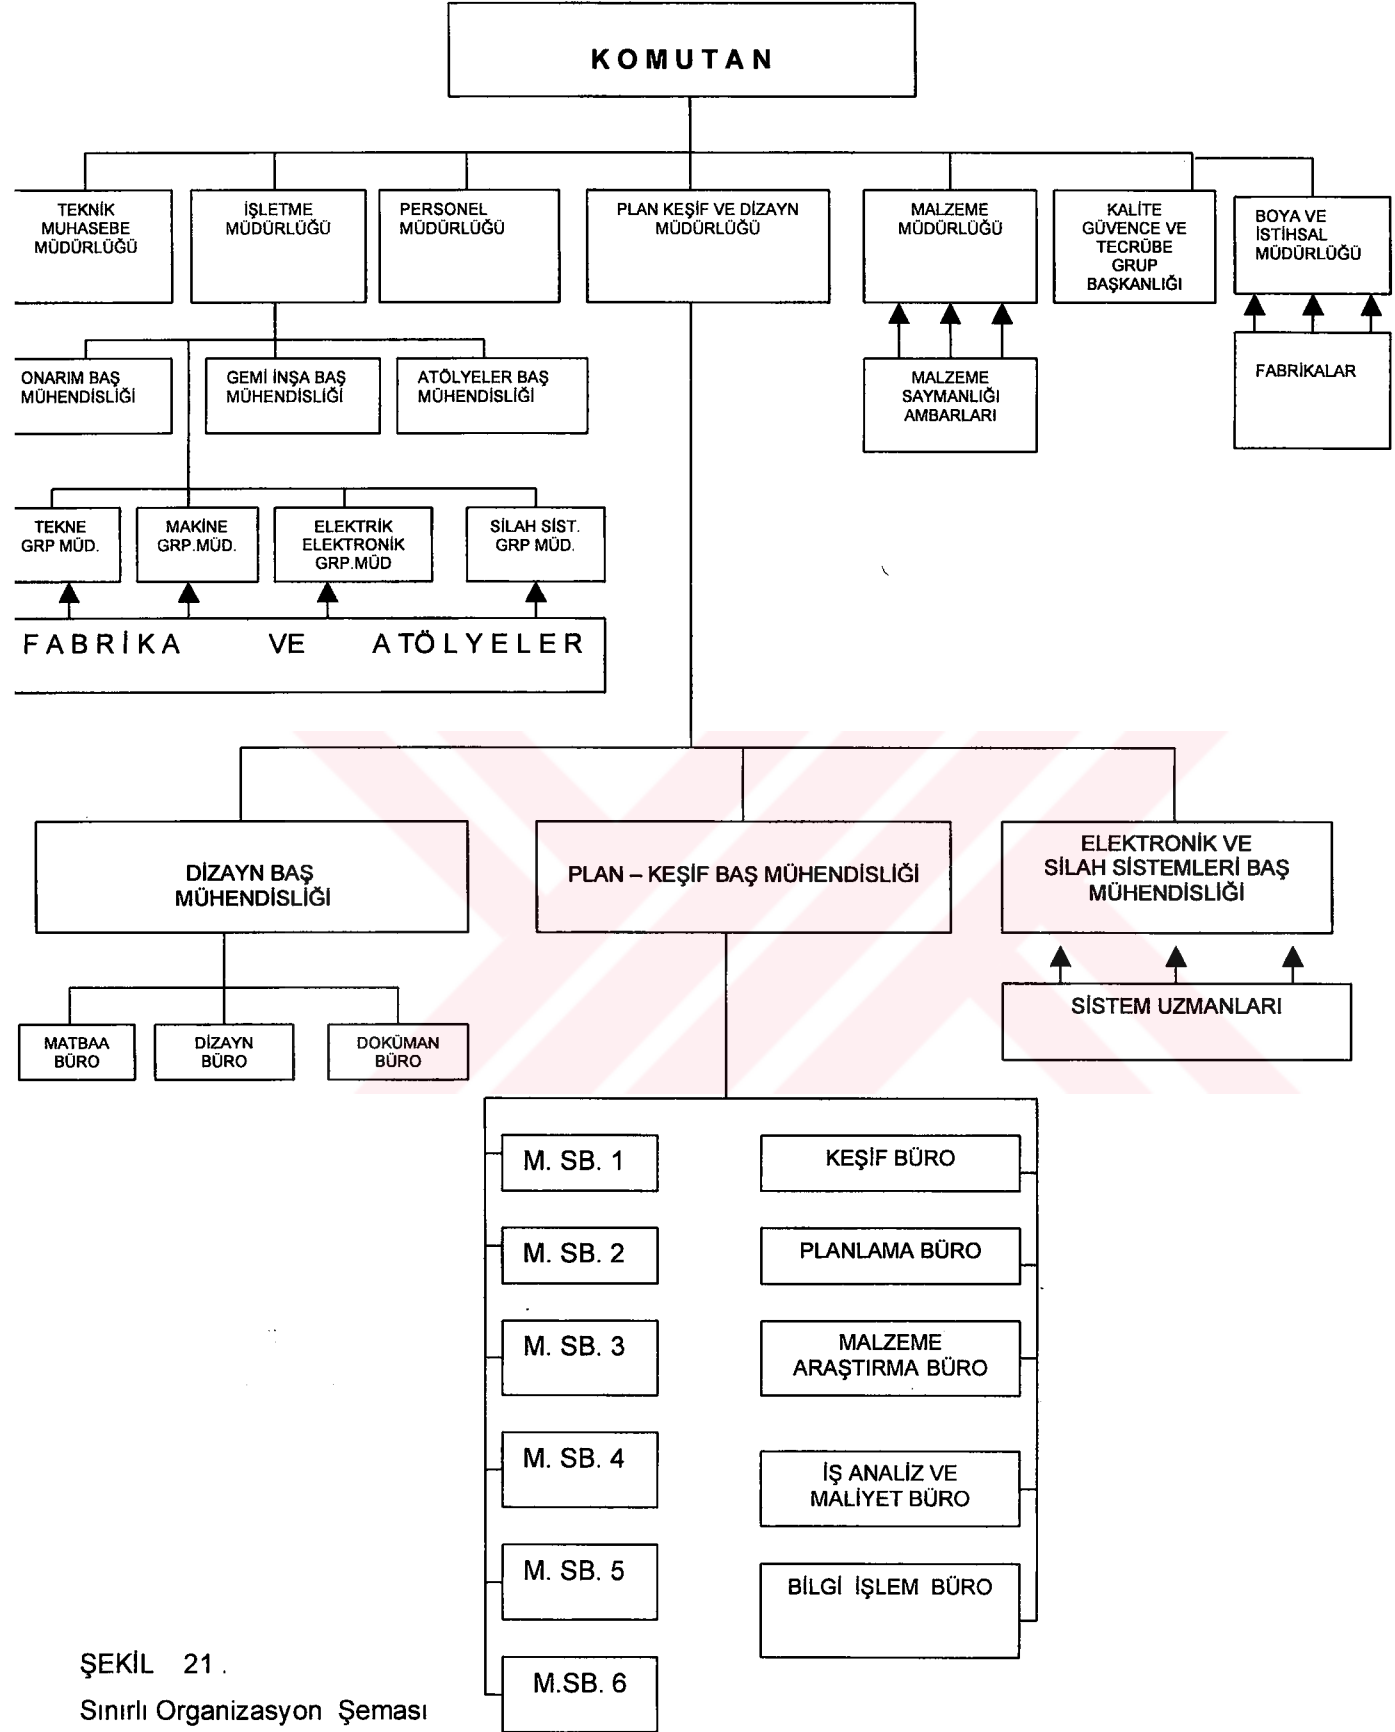 K O M U T A N
TEKNİK
MUHASEBE
MÜDÜRLÜĞÜ
İŞLETME
MÜDÜRLÜĞÜ
PERSONEL
MÜDÜRLÜĞÜ
PLAN KEŞİF VE DİZAYN
MÜDÜRLÜĞÜ
MALZEME
MÜDÜRLÜĞÜ
KALİTE
GÜVENCE VE
TECRÜBE
GRUP
BAŞKANLIĞI
BOYA VE
İSTİHSAL
MÜDÜRLÜĞÜ
ONARIM BAŞ
MÜHENDİSLİĞİ
GEMİ İNŞA BAŞ
MÜHENDİSLİĞİ
ATÖLYELER BAŞ
MÜHENDİSLİĞİ
MALZEME
SAYMANLIĞI
AMBARLARI
FABRİKALAR
TEKNE
GRP MÜD.
MAKİNE
GRP.MÜD.
ELEKTRİK
ELEKTRONİK
GRP.MÜD
SİLAH SİST.
GRP MÜD.
F A B R İ K A VE A T Ö L Y E L E R
DİZAYN BAŞ
MÜHENDİSLİĞİ
PLAN – KEŞİF BAŞ MÜHENDİSLİĞİ
ELEKTRONİK VE
SİLAH SİSTEMLERİ BAŞ
MÜHENDİSLİĞİ
MATBAA
BÜRO
DİZAYN
BÜRO
DOKÜMAN
BÜRO
SİSTEM UZMANLARI
M. SB. 1
KEŞİF BÜRO
M. SB. 2
PLANLAMA BÜRO
M. SB. 3
MALZEME
ARAŞTIRMA BÜRO
M. SB. 4
İŞ ANALİZ VE
MALİYET BÜRO
M. SB. 5
BİLGİ İŞLEM BÜRO
M.SB. 6
ŞEKİL 21 .
Sınırlı Organizasyon Şeması